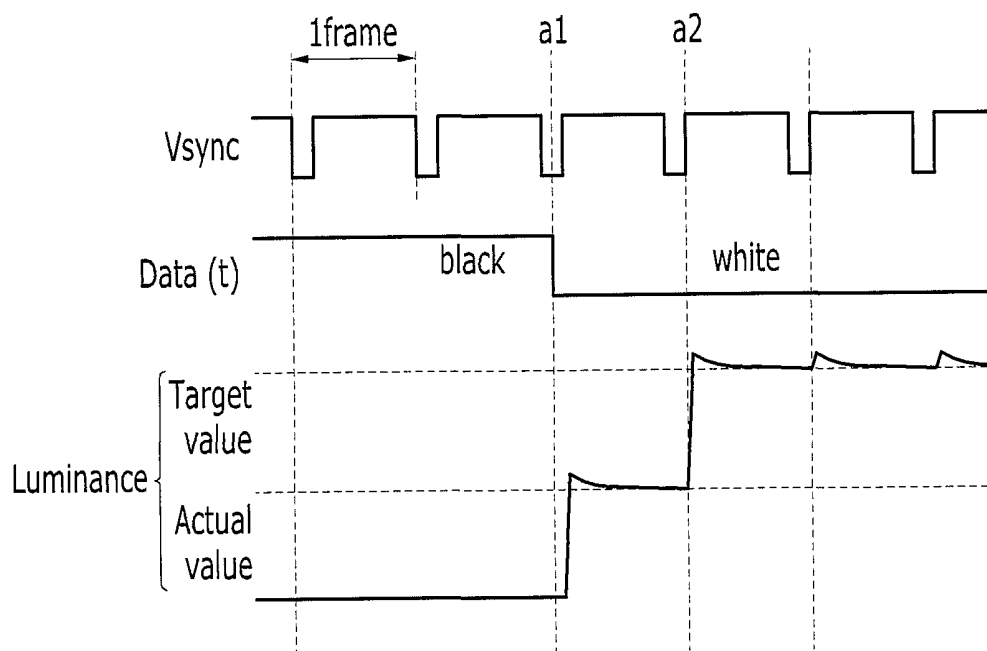 1frame
a1
a2
Vsync
Data (t)
black
white
Luminance
Target
value
Actual
value